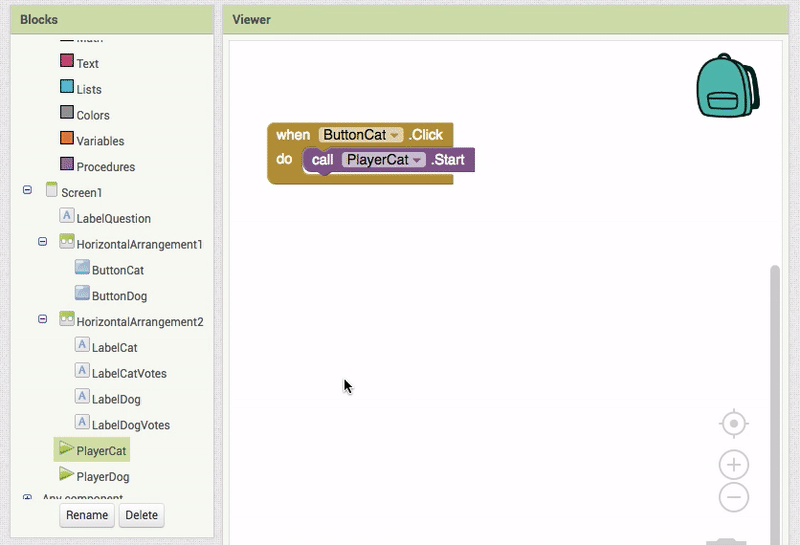 Blocks
Viewer
Math
Text
Lists
Colors
Variables
Procedures
Screen1
LabelQuestion
HorizontalArrangement1
ButtonCat
ButtonDog
HorizontalArrangement2
LabelCat
LabelCatVotes
LabelDog
LabelDogVotes
PlayerCat
PlayerDog
Any component
Rename Delete
when ButtonCat .Click
do call PlayerCat .Start